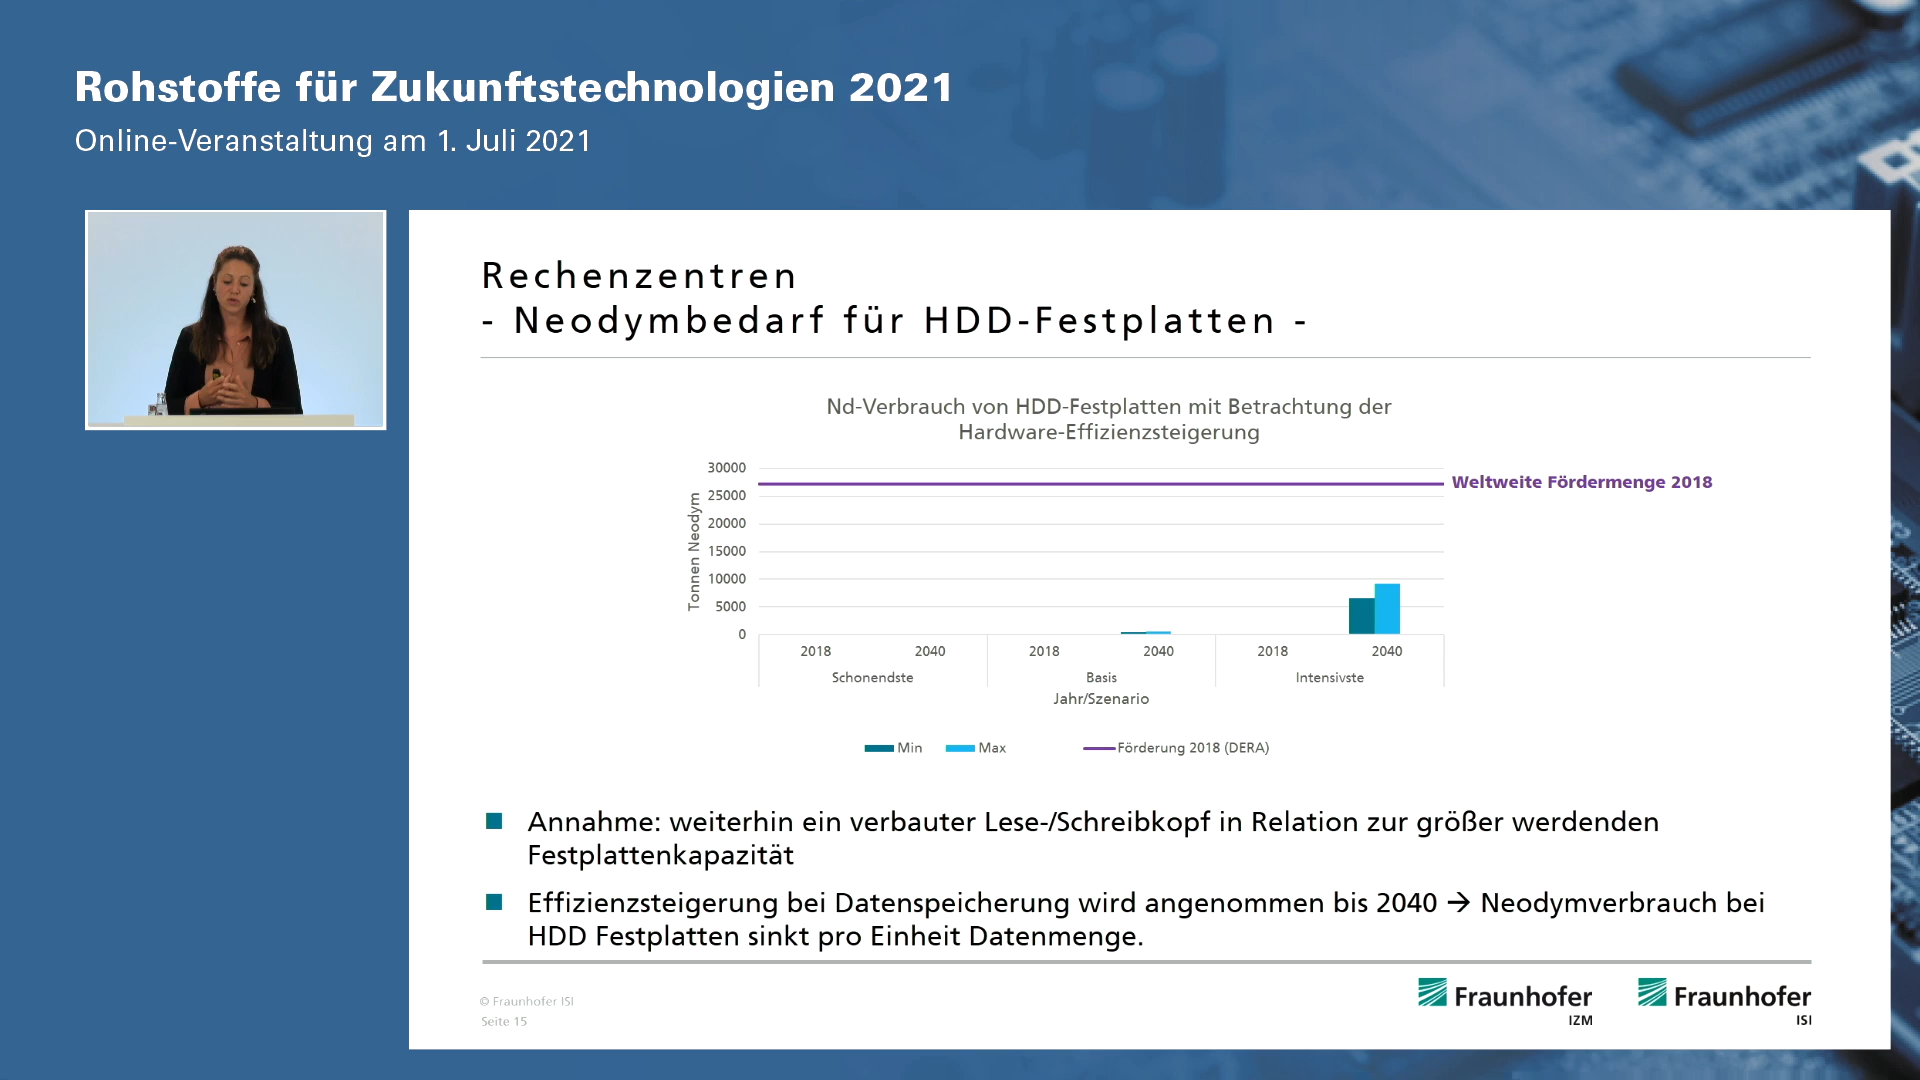 Rohstoffe für Zukunftstechnologien 2021
Online-Veranstaltung am 1. Juli 2021
Rechenzentren
- Neodymbedarf für HDD-Festplatten -
Nd-Verbrauch von HDD-Festplatten mit Betrachtung der
Hardware-Effizienzsteigerung
Tonnen Neodym
30000
25000
20000
15000
10000
5000
0
Weltweite Fördermenge 2018
2018 2040 2018 2040 2018 2040
Schonendste Basis Intensivste
Jahr/Szenario
Min Max Förderung 2018 (DERA)
Annahme: weiterhin ein verbauter Lese-/Schreibkopf in Relation zur größer werdenden
Festplattenkapazität
Effizienzsteigerung bei Datenspeicherung wird angenommen bis 2040 → Neodymverbrauch bei
HDD Festplatten sinkt pro Einheit Datenmenge.
© Fraunhofer ISI
Seite 15
Fraunhofer
IZM
Fraunhofer
ISI